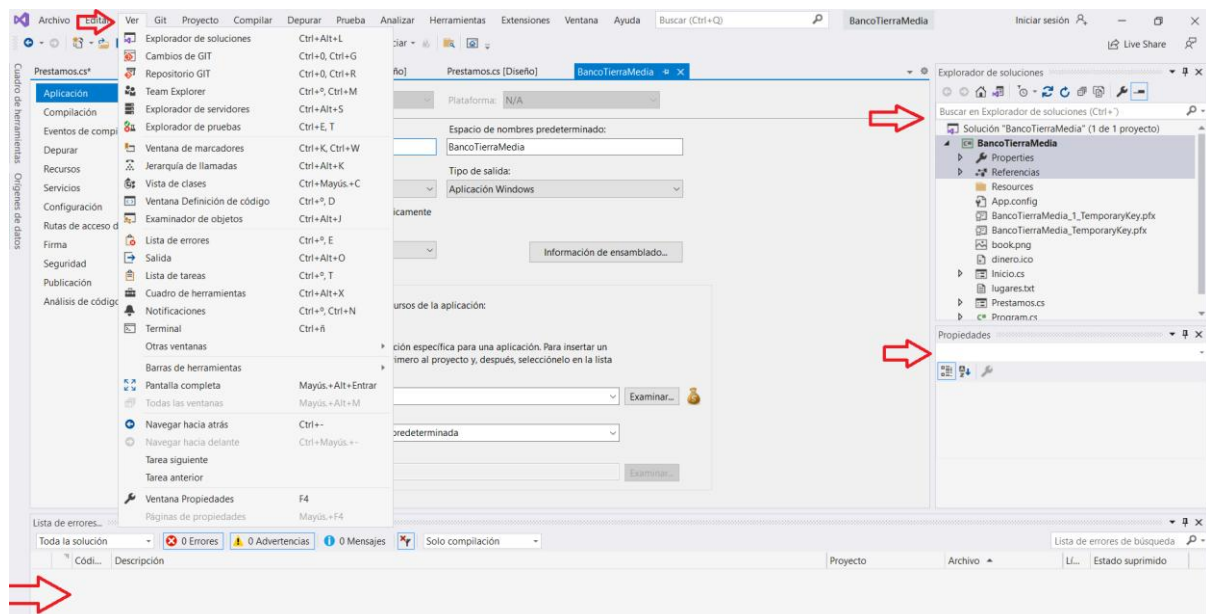 Archivo Editar Ver Git Proyecto Compilar Depurar Prueba Analizar Herramientas Extensiones Ventana Ayuda Buscar (Ctrl+Q) BancoTierraMedia Iniciar sesión
Live Share
Cuadro de herramientas
Orígenes de datos
Prestamos.cs*
Prestamos.cs [Diseño]
BancoTierraMedia
Aplicación
Compilación
Eventos de compi
Depurar
Recursos
Servicios
Configuración
Rutas de acceso d
Firma
Seguridad
Publicación
Análisis de código
Explorador de soluciones Ctrl+Alt+L
Cambios de GIT Ctrl+0, Ctrl+G
Repositorio GIT Ctrl+0, Ctrl+R
Team Explorer Ctrl+º, Ctrl+M
Explorador de servidores Ctrl+Alt+S
Explorador de pruebas Ctrl+E, T
Ventana de marcadores Ctrl+K, Ctrl+W
Jerarquía de llamadas Ctrl+Alt+K
Vista de clases Ctrl+Mayús.+C
Ventana Definición de código Ctrl+º, D
Examinador de objetos Ctrl+Alt+J
Lista de errores Ctrl+º, E
Salida Ctrl+Alt+O
Lista de tareas Ctrl+º, T
Cuadro de herramientas Ctrl+Alt+X
Notificaciones Ctrl+º, Ctrl+N
Terminal Ctrl+ñ
Otras ventanas
Barras de herramientas
Pantalla completa Mayús.+Alt+Entrar
Todas las ventanas Mayús.+Alt+M
Navegar hacia atrás Ctrl+-
Navegar hacia delante Ctrl+Mayús.+-
Tarea siguiente
Tarea anterior
Ventana Propiedades F4
Páginas de propiedades Mayús.+F4
ciar
ño]
Plataforma: N/A
Espacio de nombres predeterminado:
BancoTierraMedia
Tipo de salida:
Aplicación Windows
icamente
Información de ensamblado...
ursos de la aplicación:
ción específica para una aplicación. Para insertar un
rimero al proyecto y, después, selecciónelo en la lista
Examinar...
predeterminada
Examinar...
Explorador de soluciones
Buscar en Explorador de soluciones (Ctrl+´)
Solución "BancoTierraMedia" (1 de 1 proyecto)
BancoTierraMedia
Properties
Referencias
Resources
App.config
BancoTierraMedia_1_TemporaryKey.pfx
BancoTierraMedia_TemporaryKey.pfx
book.png
dinero.ico
Inicio.cs
lugares.txt
Prestamos.cs
Program.cs
Propiedades
Lista de errores...
Toda la solución 0 Errores 0 Advertencias 0 Mensajes Solo compilación Lista de errores de búsqueda
Códi... Descripción Proyecto Archivo Lí... Estado suprimido